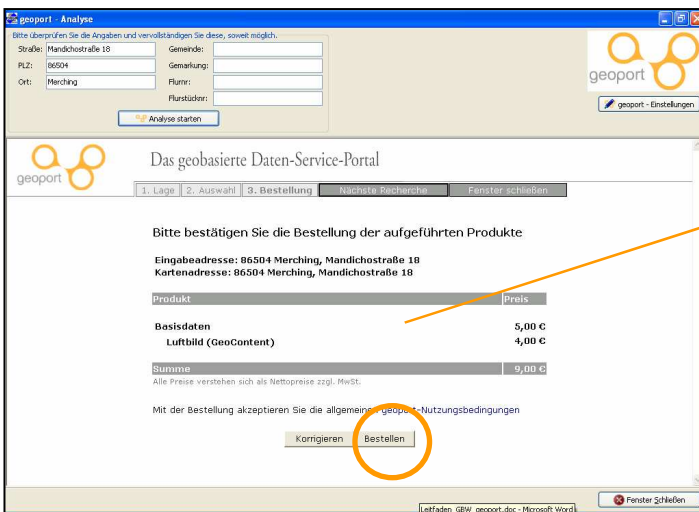 geoport - Analyse
Bitte überprüfen Sie die Angaben und vervollständigen Sie diese, soweit möglich.
Straße: Mandichostraße 18 Gemeinde:
PLZ: 86504 Gemarkung:
Ort: Merching Flurnr:
Flurstücknr:
Analyse starten
geoport
geoport - Einstellungen
geoport
Das geobasierte Daten-Service-Portal
1. Lage 2. Auswahl 3. Bestellung Nächste Recherche Fenster schließen
Bitte bestätigen Sie die Bestellung der aufgeführten Produkte
Eingabeadresse: 86504 Merching, Mandichostraße 18
Kartenadresse: 86504 Merching, Mandichostraße 18
Produkt Preis
Basisdaten 5,00 €
Luftbild (GeoContent) 4,00 €
Summe 9,00 €
Alle Preise verstehen sich als Nettopreise zzgl. MwSt.
Mit der Bestellung akzeptieren Sie die allgemeinen geoport-Nutzungsbedingungen
Korrigieren Bestellen
Fenster Schließen
Leitfaden_GBW_geoport.doc - Microsoft Word